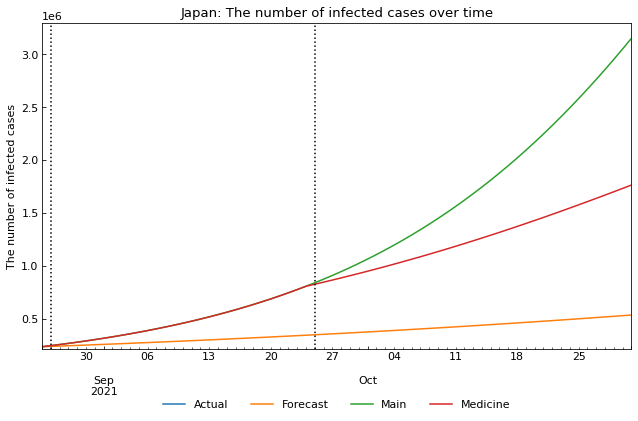 Japan: The number of infected cases over time
1e6
3.0
2.5
2.0
1.5
1.0
0.5
The number of infected cases
30 06 13 20 27 04 11 18 25
Sep Oct
2021
Actual Forecast Main Medicine